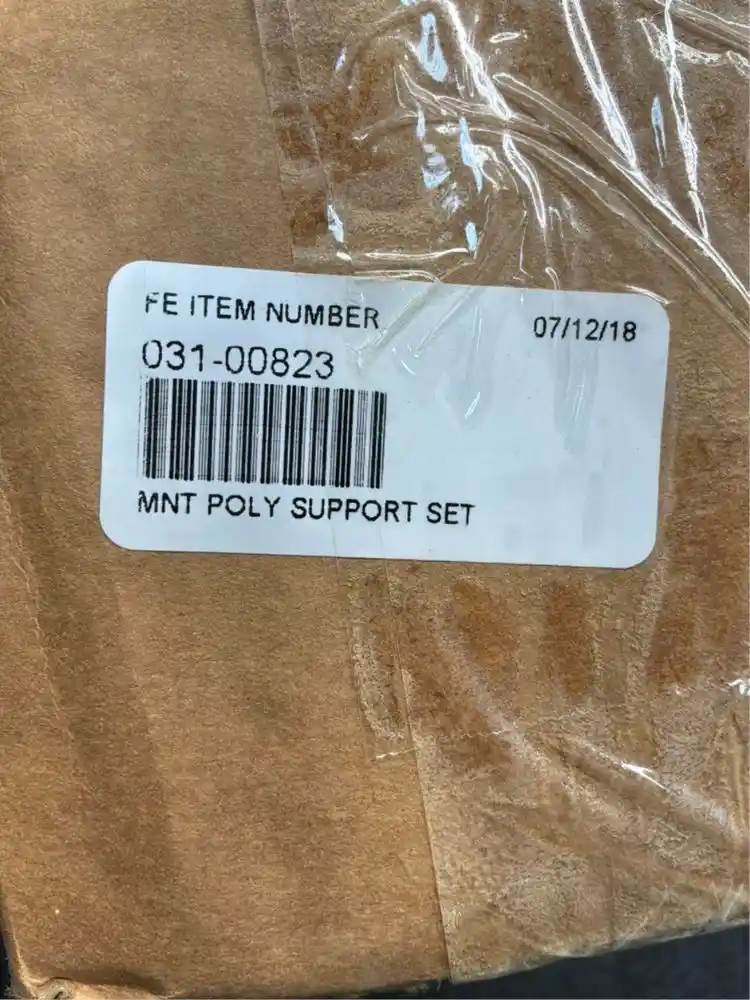 FE ITEM NUMBER 07/12/18
031-00823
MNT POLY SUPPORT SET